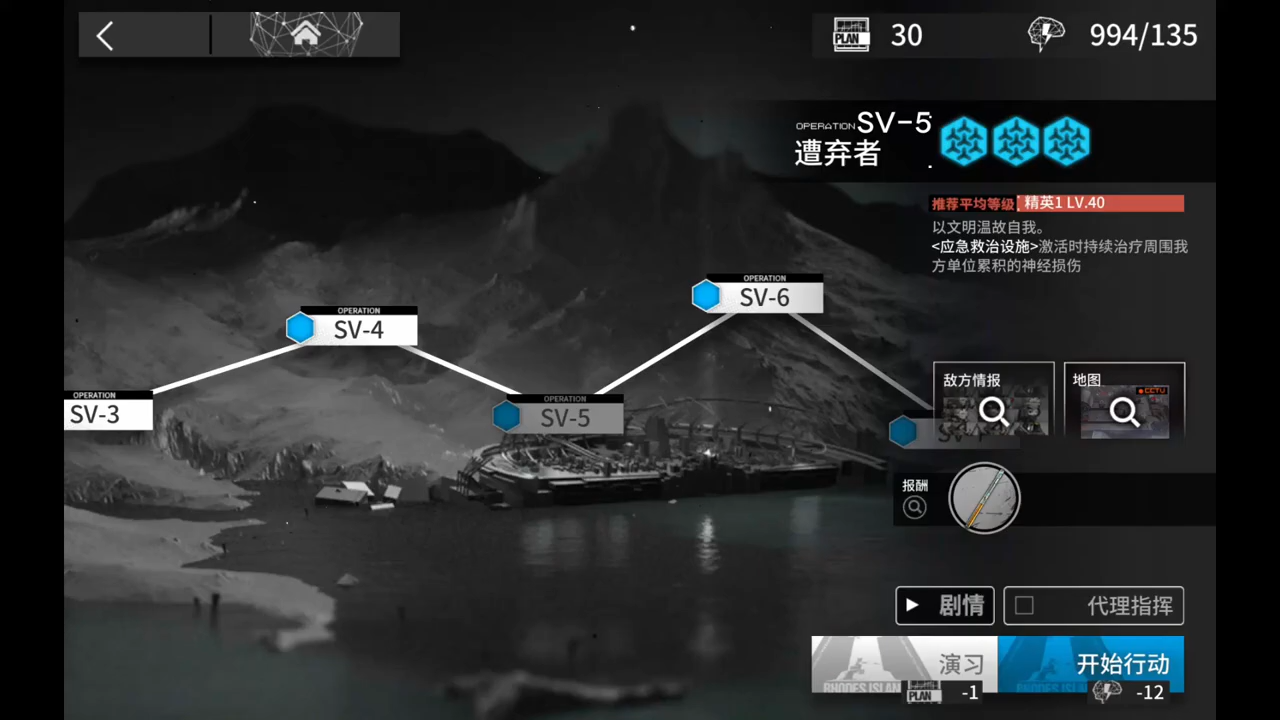 PLAN 30 994/135
OPERATION SV-5
遭弃者
推荐平均等级 精英1 LV.40
以文明温故自我。
<应急救治设施>激活时持续治疗周围我
方单位累积的神经损伤
OPERATION
SV-6
OPERATION
SV-4
OPERATION
SV-3
OPERATION
SV-5
敌方情报
地图
CCTV
报酬
剧情
代理指挥
演习
开始行动
RHODES ISLAN
PLAN -1
-12